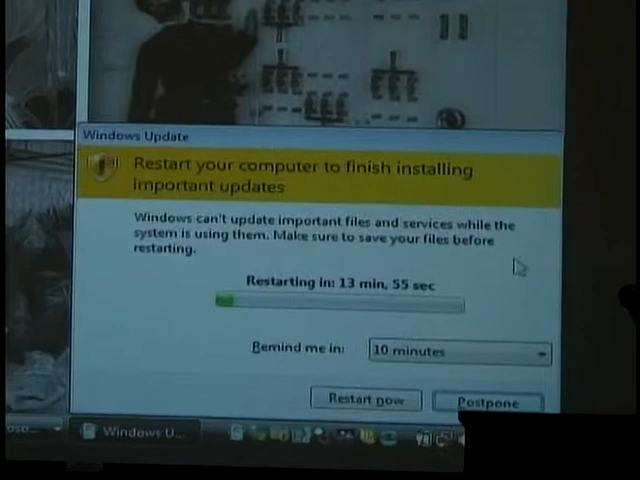 Windows Update
Restart your computer to finish installing
important updates
Windows can't update important files and services while the
system is using them. Make sure to save your files before
restarting.
Restarting in: 13 min, 55 sec
Remind me in:
10 minutes
Restart now
Postpone
Windows U...